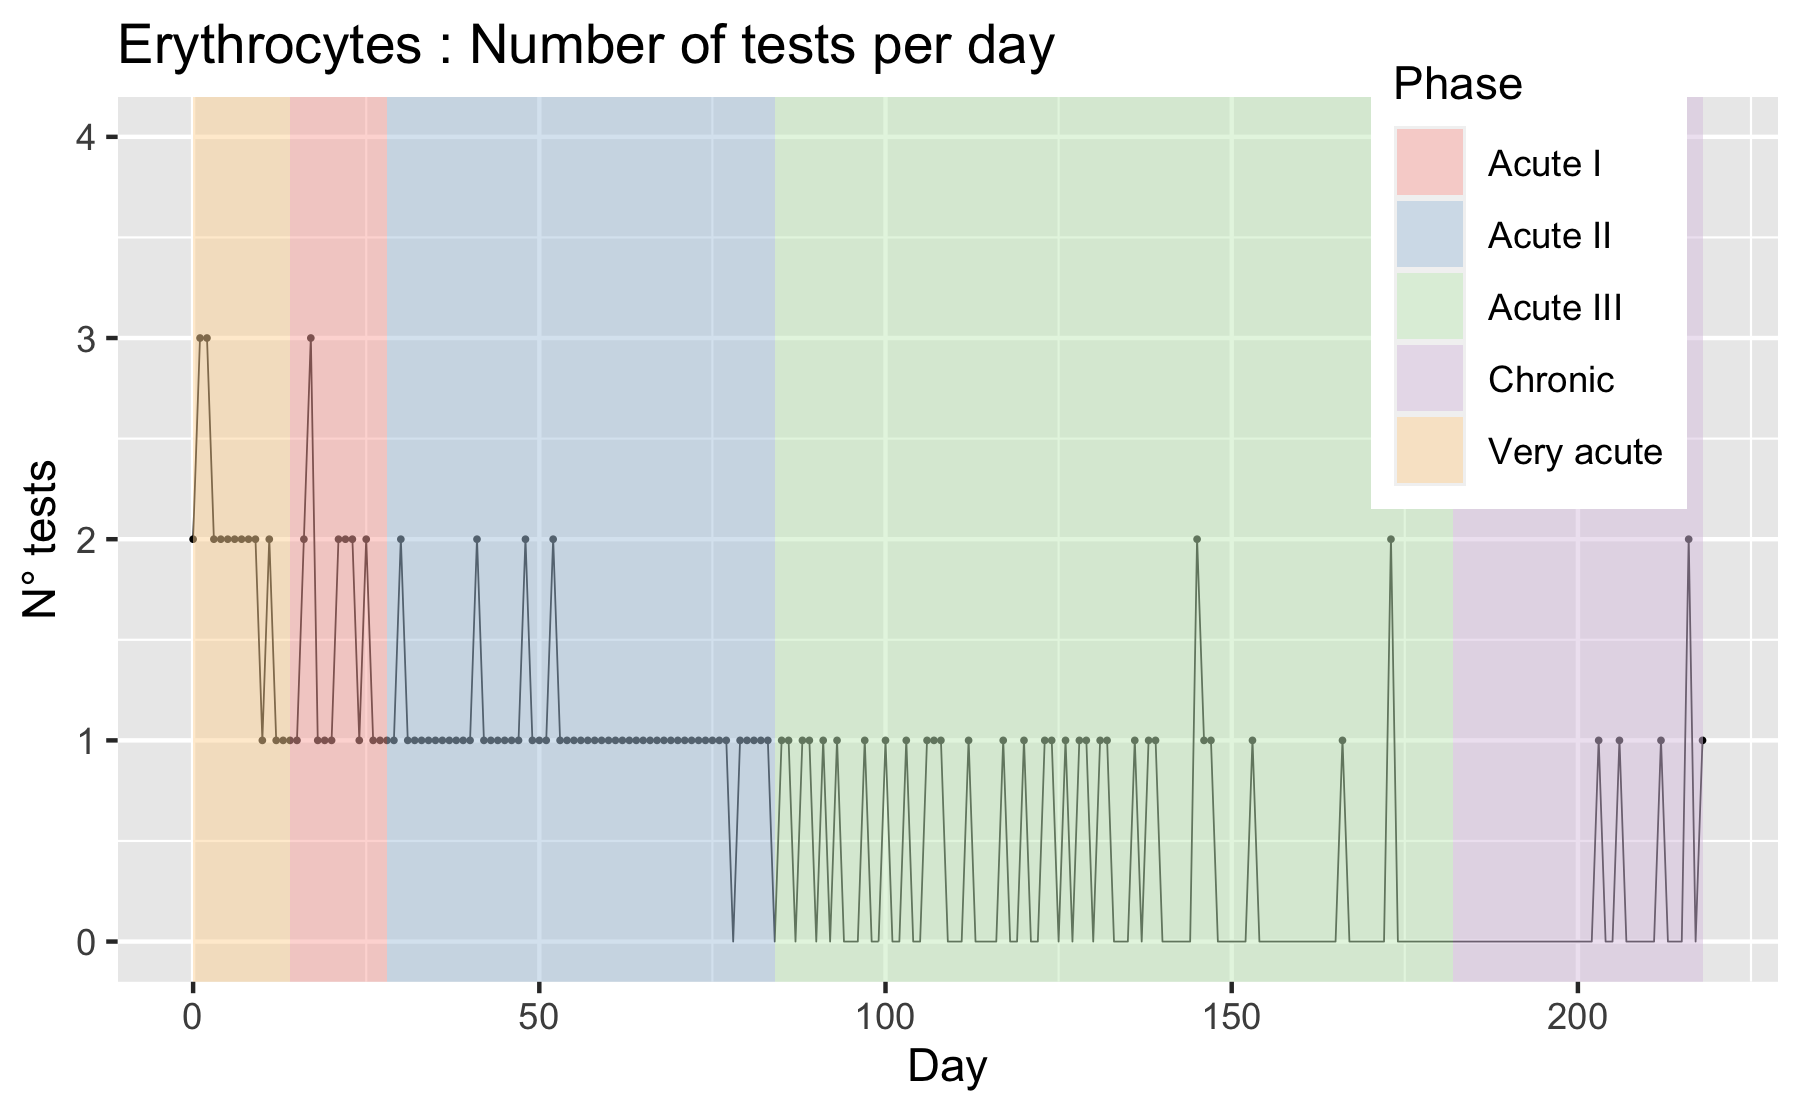 Erythrocytes : Number of tests per day
Phase
Acute I
Acute II
Acute III
Chronic
Very acute
N° tests
4
3
2
1
0
0 50 100 150 200
Day